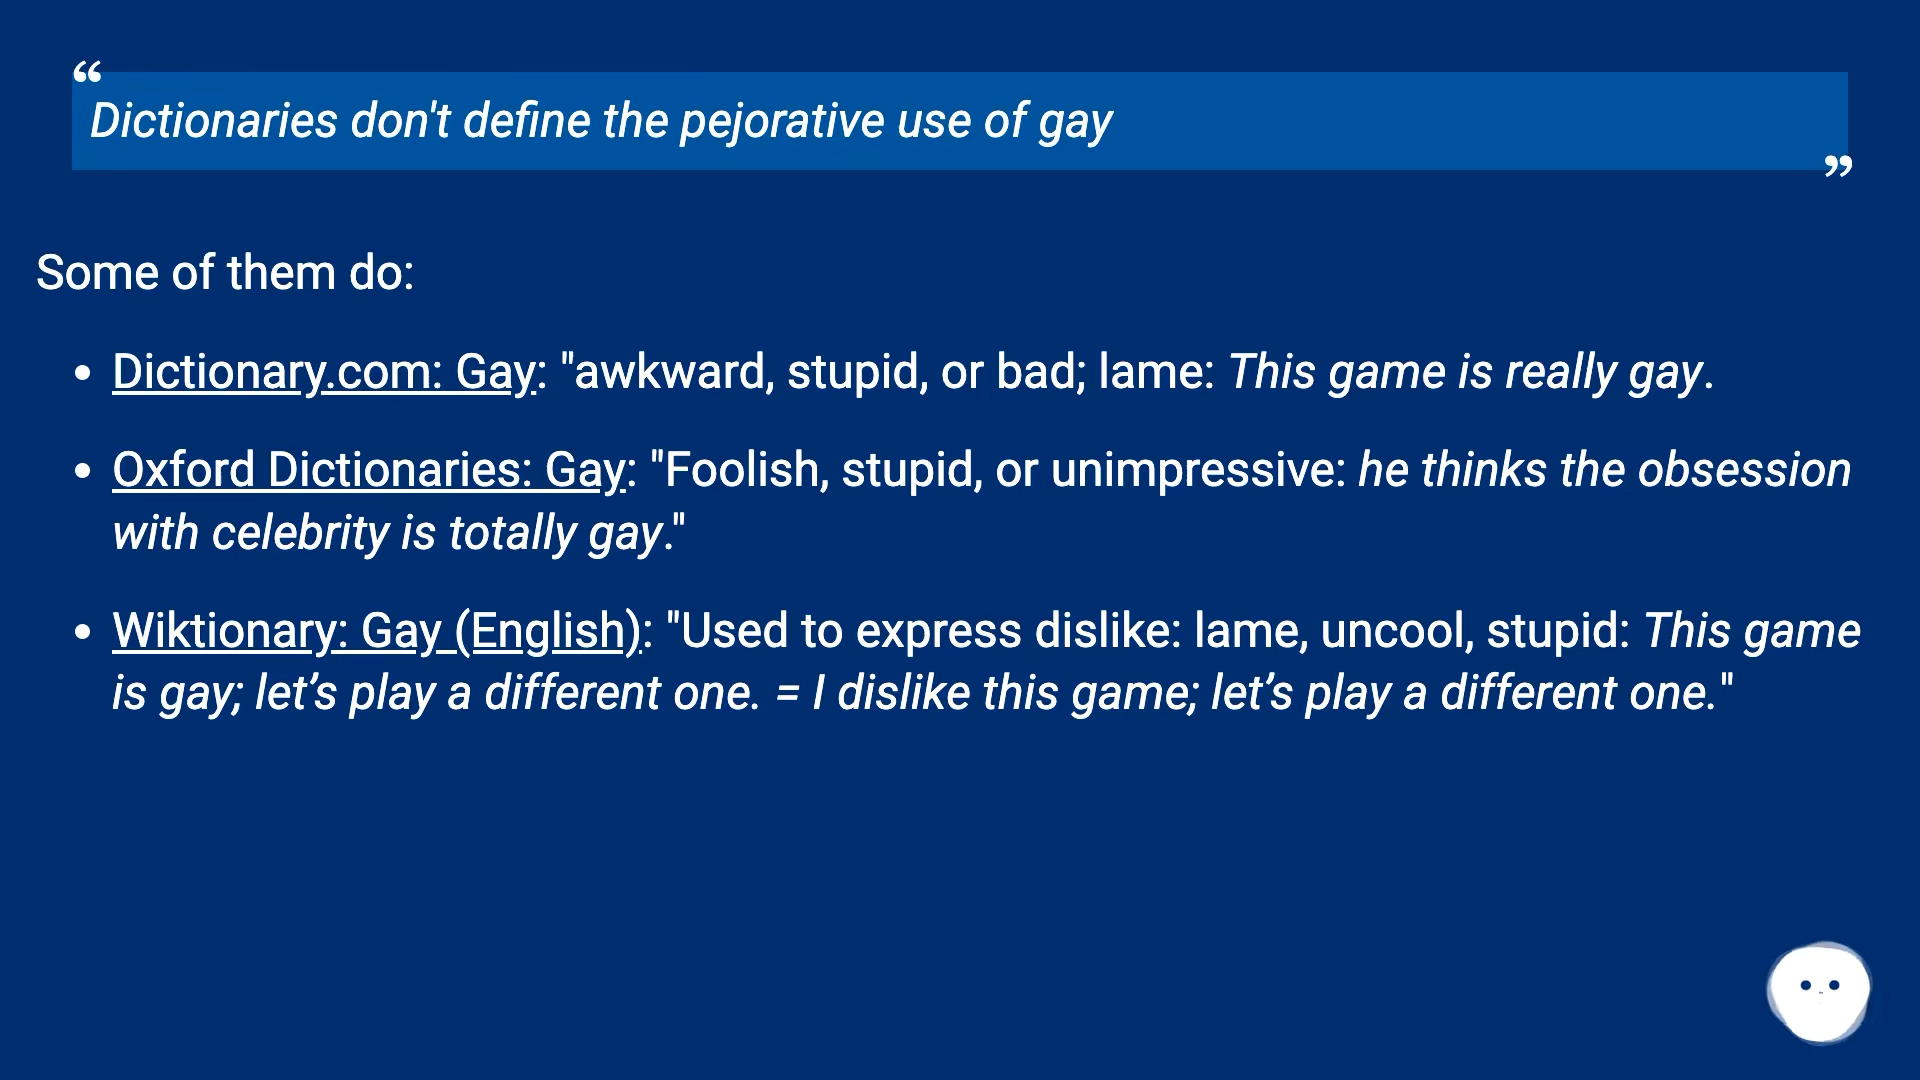 “
Dictionaries don't define the pejorative use of gay
”
Some of them do:
• Dictionary.com: Gay: "awkward, stupid, or bad; lame: This game is really gay.
• Oxford Dictionaries: Gay: "Foolish, stupid, or unimpressive: he thinks the obsession
with celebrity is totally gay."
• Wiktionary: Gay (English): "Used to express dislike: lame, uncool, stupid: This game
is gay; let’s play a different one. = I dislike this game; let’s play a different one."